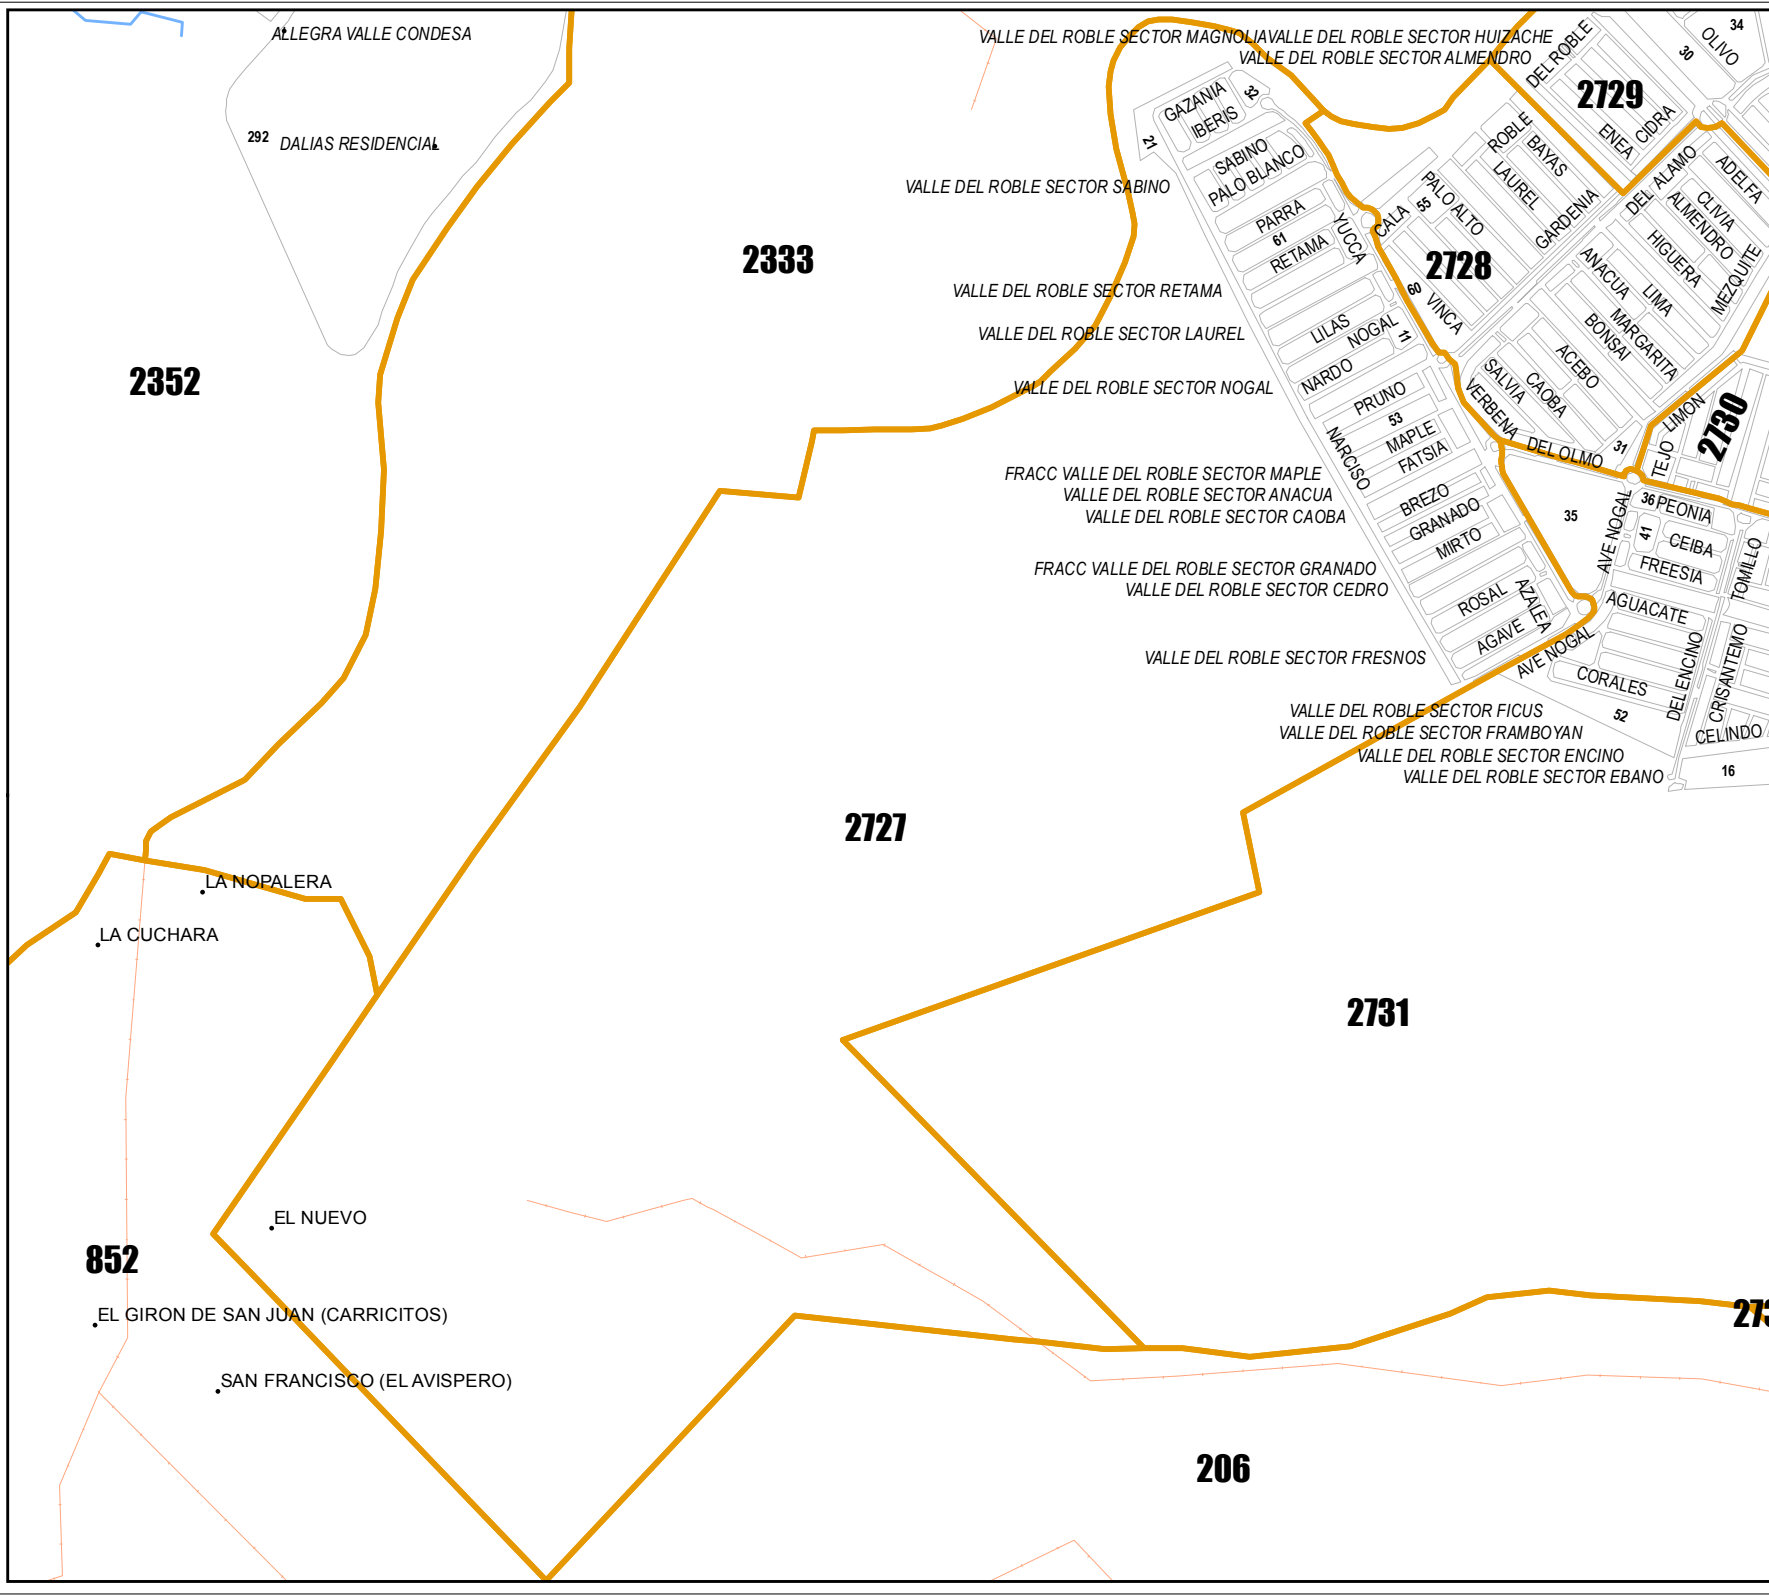 ALLEGRA VALLE CONDESA
292
DALIAS RESIDENCIAL
VALLE DEL ROBLE SECTOR MAGNOLIA
VALLE DEL ROBLE SECTOR HUIZACHE
VALLE DEL ROBLE SECTOR ALMENDRO
34
OLIVO
30
DEL ROBLE
2729
CIDRA
ENEA
GAZANIA
32
IBERIS
21
SABINO
PALO BLANCO
ROBLE
BAYAS
LAUREL
DEL ALAMO
ADELFA
CLIVIA
ALMENDRO
VALLE DEL ROBLE SECTOR SABINO
PARRA
61
RETAMA
YUCCA
CALA
55
PALO ALTO
GARDENIA
HIGUERA
MEZQUITE
2333
2728
ANACUA
LIMA
MARGARITA
BONSAI
VALLE DEL ROBLE SECTOR RETAMA
60
VINCA
VALLE DEL ROBLE SECTOR LAUREL
LILAS
NOGAL
11
2352
VALLE DEL ROBLE SECTOR NOGAL
NARDO
PRUNO
53
MAPLE
FATSIA
NARCISO
SALVIA
CAOBA
ACEBO
VERBENA
LIMON
2730
DEL OLMO
31
TEJO
FRACC VALLE DEL ROBLE SECTOR MAPLE
VALLE DEL ROBLE SECTOR ANACUA
VALLE DEL ROBLE SECTOR CAOBA
BREZO
GRANADO
MIRTO
35
AVE NOGAL
36
PEONIA
41
CEIBA
FREESIA
TOMILLO
FRACC VALLE DEL ROBLE SECTOR GRANADO
VALLE DEL ROBLE SECTOR CEDRO
ROSAL
AZALEA
AGAVE
AGUACATE
AVE NOGAL
VALLE DEL ROBLE SECTOR FRESNOS
CORALES
DEL ENCINO
CRISANTEMO
52
CELINDO
16
VALLE DEL ROBLE SECTOR FICUS
VALLE DEL ROBLE SECTOR FRAMBOYAN
VALLE DEL ROBLE SECTOR ENCINO
VALLE DEL ROBLE SECTOR EBANO
2727
LA NOPALERA
LA CUCHARA
2731
EL NUEVO
852
EL GIRON DE SAN JUAN (CARRICITOS)
SAN FRANCISCO (EL AVISPERO)
206